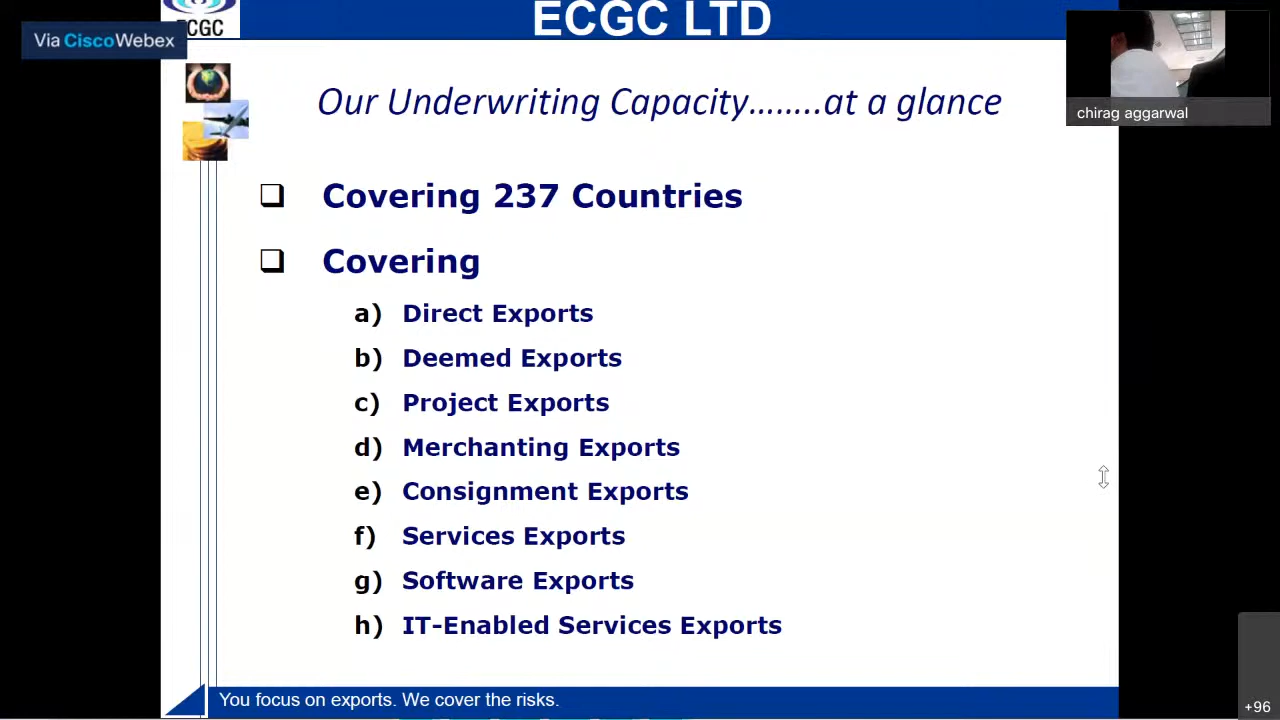 ECGC LTD
ECGC
Via CiscoWebex
chirag aggarwal
Our Underwriting Capacity……..at a glance
❑ Covering 237 Countries
❑ Covering
a) Direct Exports
b) Deemed Exports
c) Project Exports
d) Merchanting Exports
e) Consignment Exports
f) Services Exports
g) Software Exports
h) IT-Enabled Services Exports
You focus on exports. We cover the risks.
+96